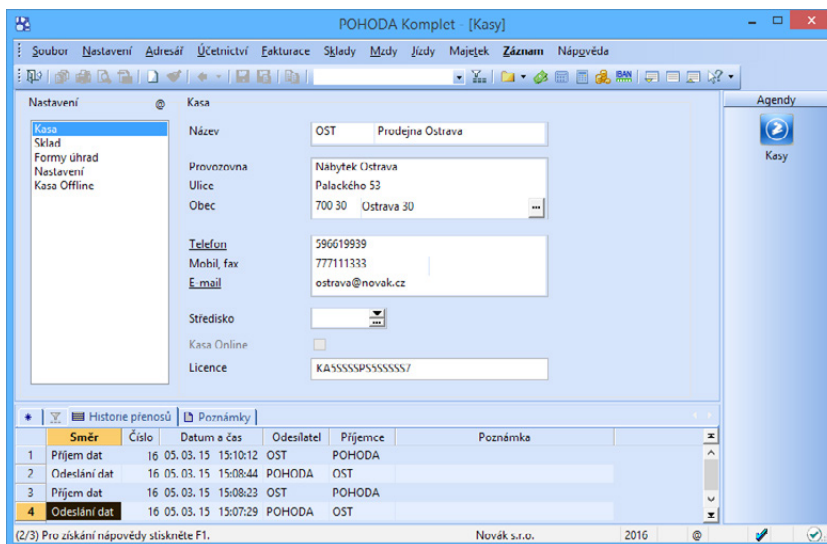 POHODA Komplet - [Kasy]
Soubor Nastavení Adresář Účetnictví Fakturace Sklady Mzdy Jízdy Majetek Záznam Nápověda
IBAN
Nastavení @ Kasa
Agendy
Kasa
Sklad
Formy úhrad
Nastavení
Kasa Offline
Název OST Prodejna Ostrava
Provozovna Nábytek Ostrava
Ulice Palackého 53
Obec 700 30 Ostrava 30
Telefon 596619939
Mobil, fax 777111333
E-mail ostrava@novak.cz
Středisko
Kasa Online
Licence
Kasy
Historie přenosů Poznámky
Směr Číslo Datum a čas Odesílatel Příjemce Poznámka
1 Příjem dat 16 05. 03. 15 15:10:12 OST POHODA
2 Odeslání dat 16 05. 03. 15 15:08:44 POHODA OST
3 Příjem dat 16 05. 03. 15 15:08:23 OST POHODA
4 Odeslání dat 16 05. 03. 15 15:07:29 POHODA OST
(2/3) Pro získání nápovědy stiskněte F1. Novák s.r.o. 2016 @